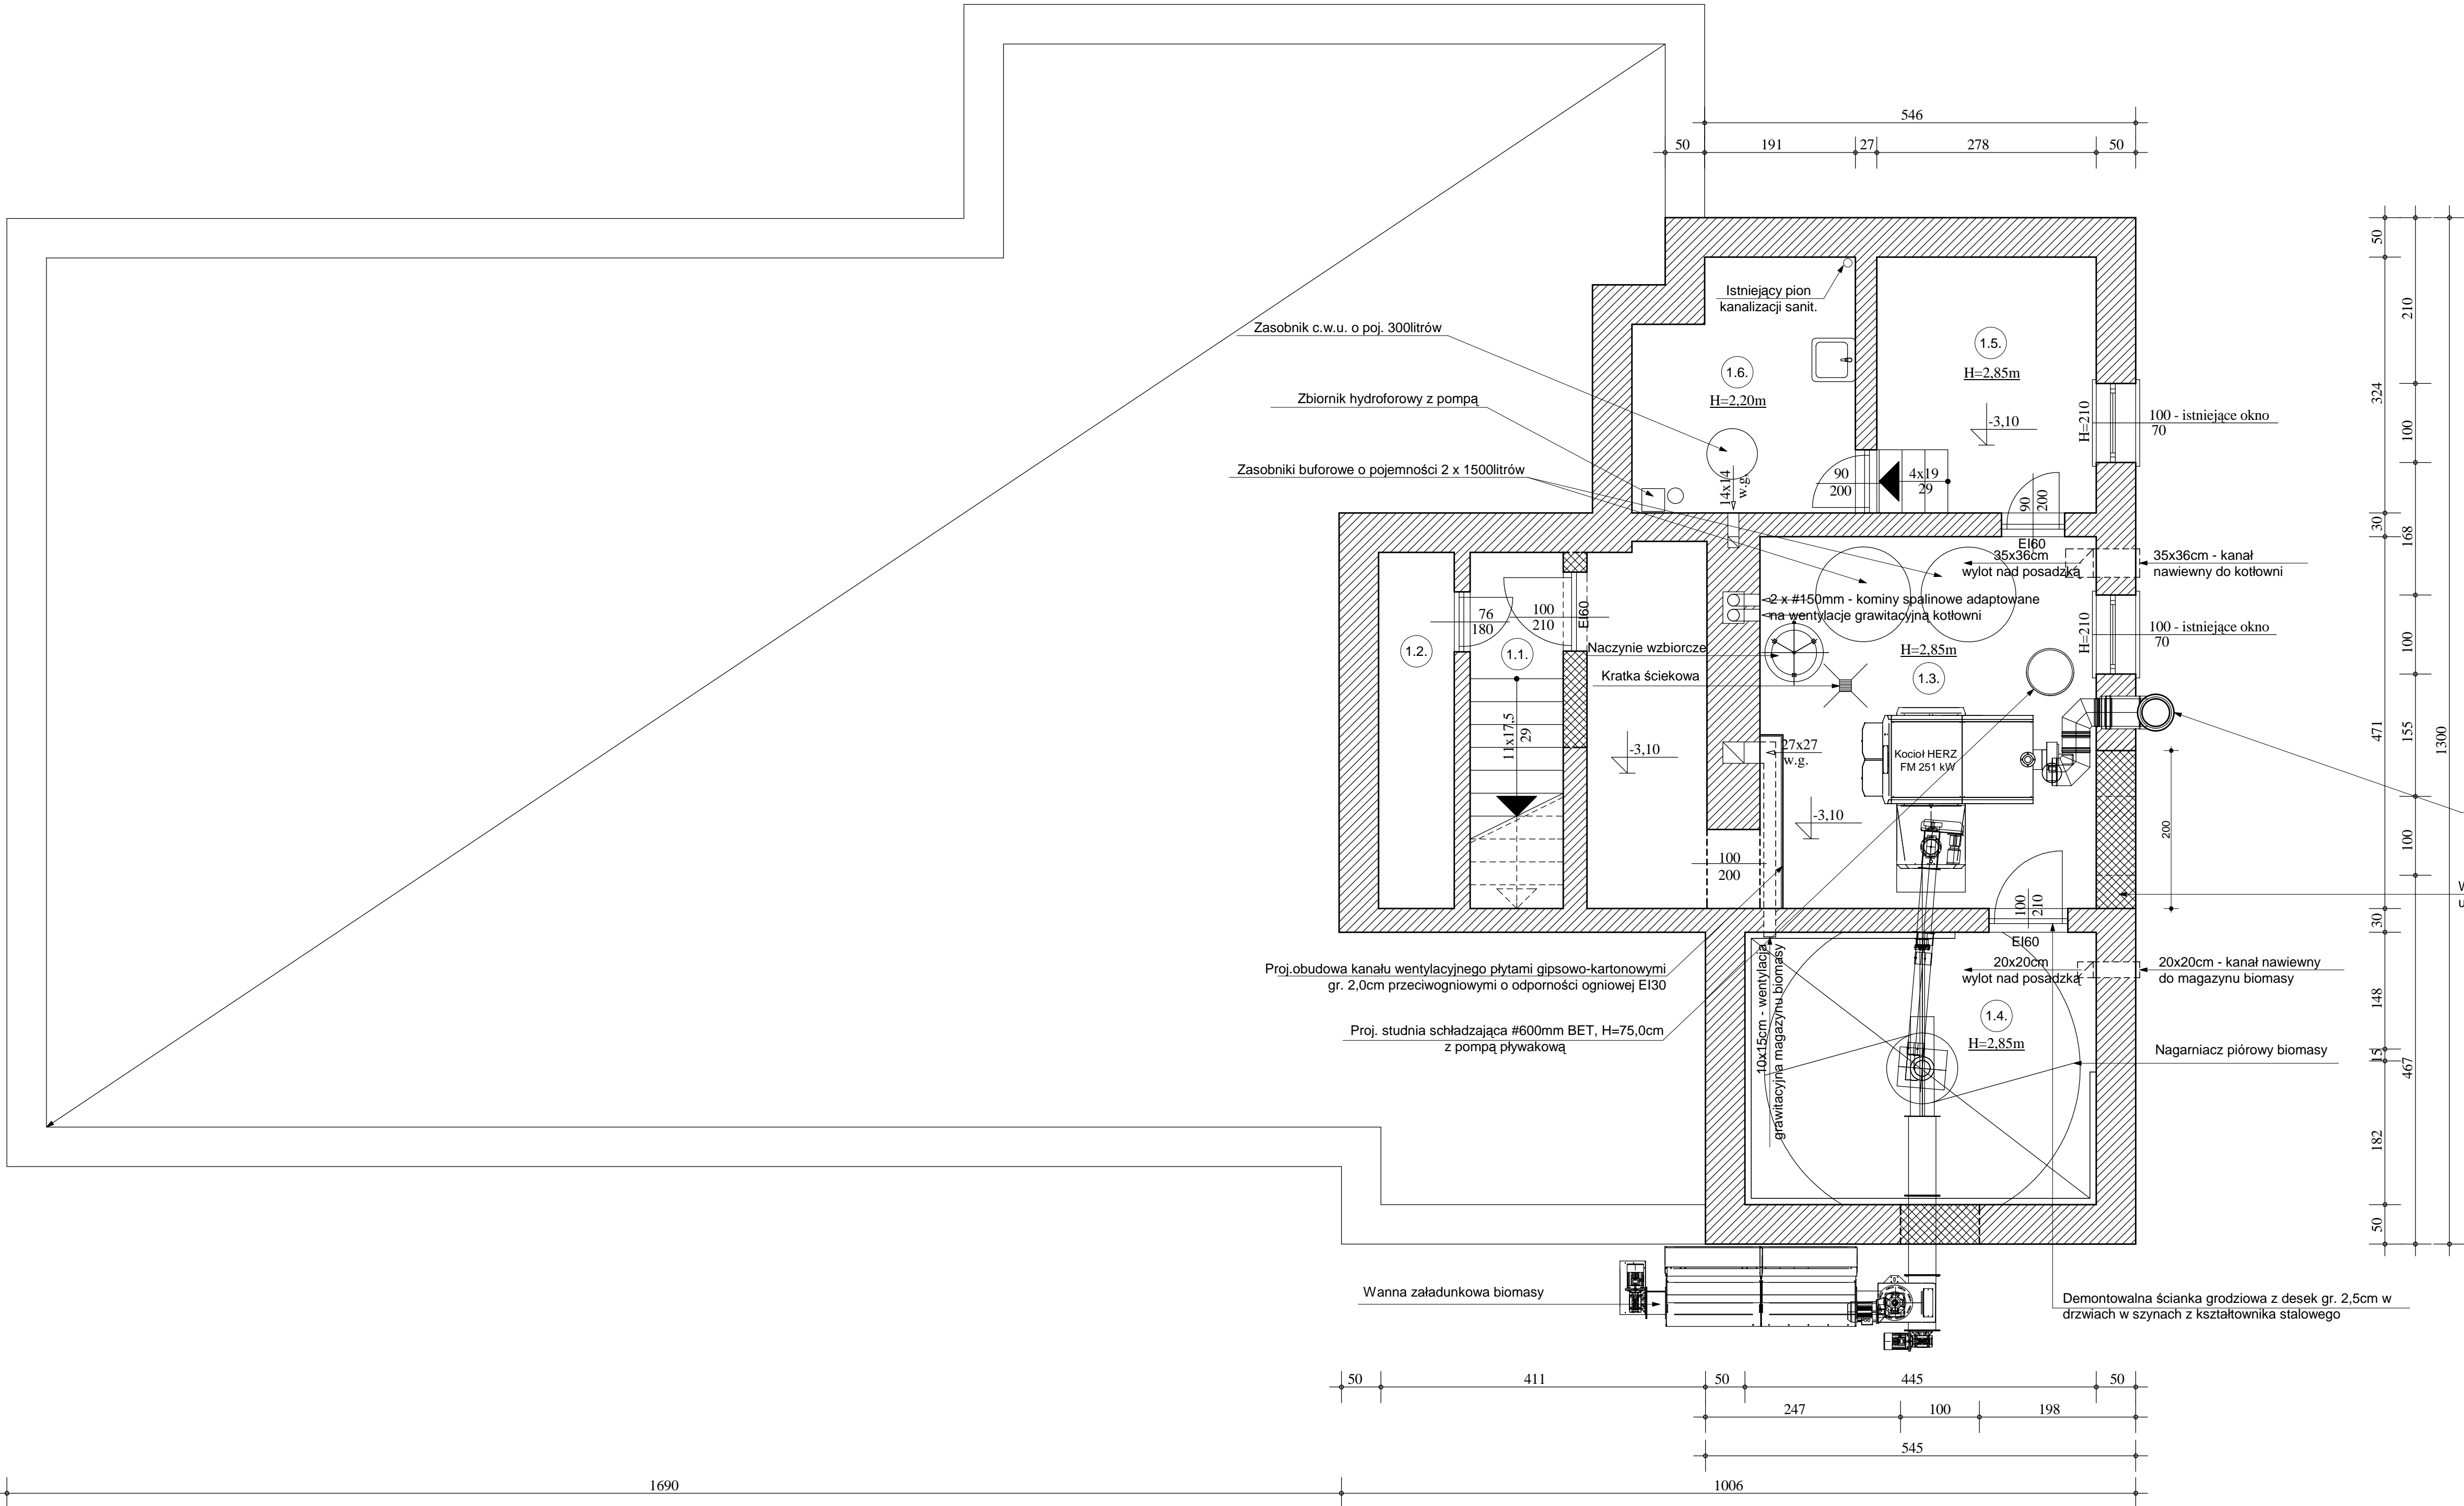 546
50
191
27
278
50
Istniejący pion
kanalizacji sanit.
Zasobnik c.w.u. o poj. 300litrów
Zbiornik hydroforowy z pompą
Zasobniki buforowe o pojemności 2 x 1500litrów
1.6.
H=2,20m
1.5.
H=2,85m
-3,10
H=210
100 - istniejące okno
70
14x14
w.g.
90
200
4x19
29
90
200
EI60
35x36cm
wylot nad posadzką
35x36cm - kanał
nawiewny do kotłowni
2 x #150mm - kominy spalinowe adaptowane
na wentylacje grawitacyjną kotłowni
H=210
100 - istniejące okno
70
76
180
100
210
EI60
1.2.
1.1.
Naczynie wzbiorcze
Kratka ściekowa
H=2,85m
1.3.
11x17,5
29
-3,10
27x27
w.g.
Kocioł HERZ
FM 251 kW
-3,10
100
200
200
100
210
EI60
W
u
Proj.obudowa kanału wentylacyjnego płytami gipsowo-kartonowymi
gr. 2,0cm przeciwogniowymi o odporności ogniowej EI30
Proj. studnia schładzająca #600mm BET, H=75,0cm
z pompą pływakową
10x15cm - wentylacja
grawitacyjna magazynu biomasy
20x20cm
wylot nad posadzką
20x20cm - kanał nawiewny
do magazynu biomasy
1.4.
H=2,85m
Nagarniacz piórowy biomasy
Wanna załadunkowa biomasy
Demontowalna ścianka grodziowa z desek gr. 2,5cm w
drzwiach w szynach z kształtownika stalowego
50
324
30
471
30
148
15
182
50
210
100
168
100
155
100
467
1300
50
411
50
445
50
247
100
198
545
1690
1006